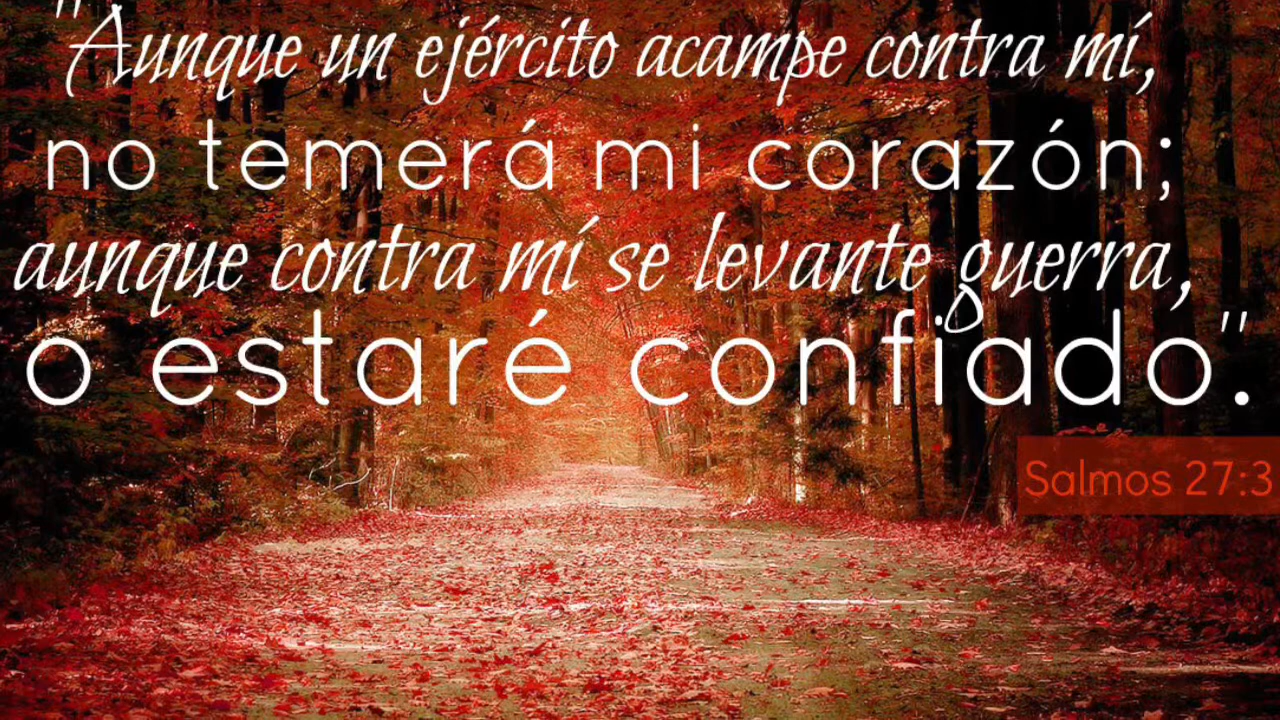 "Aunque un ejército acampe contra mí,
no temerá mi corazón;
aunque contra mí se levante guerra,
o estaré confiado".
Salmos 27:3